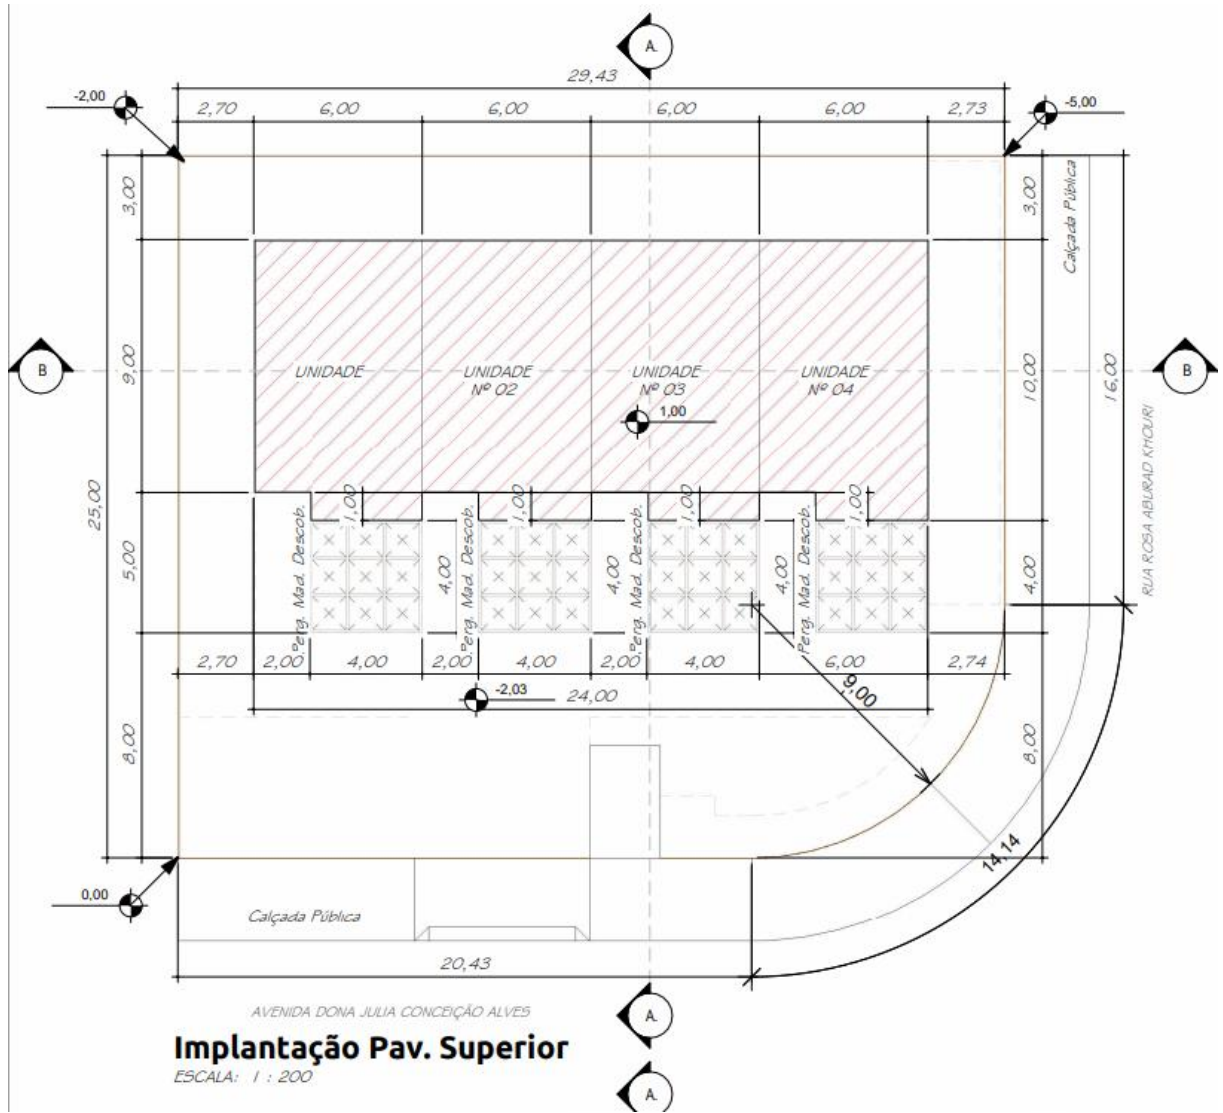 A.
29,43
-2,00
-5,00
2,70
6,00
6,00
6,00
6,00
2,73
3,00
3,00
Calçada Pública
B
9,00
UNIDADE
UNIDADE
Nº 02
UNIDADE
Nº 03
UNIDADE
Nº 04
10,00
16,00
B
1,00
RUA ROSA ABURAD KHOURI
25,00
1,00
1,00
1,00
1,00
5,00
Perg. Mad. Descob.
4,00
Perg. Mad. Descob.
4,00
Perg. Mad. Descob.
4,00
Perg. Mad. Descob.
4,00
2,70
2,00
4,00
2,00
4,00
2,00
4,00
6,00
2,74
9,00
-2,03
24,00
8,00
8,00
14,14
0,00
Calçada Pública
20,43
AVENIDA DONA JULIA CONCEIÇÃO ALVES
A.
Implantação Pav. Superior
ESCALA: 1 : 200
A.